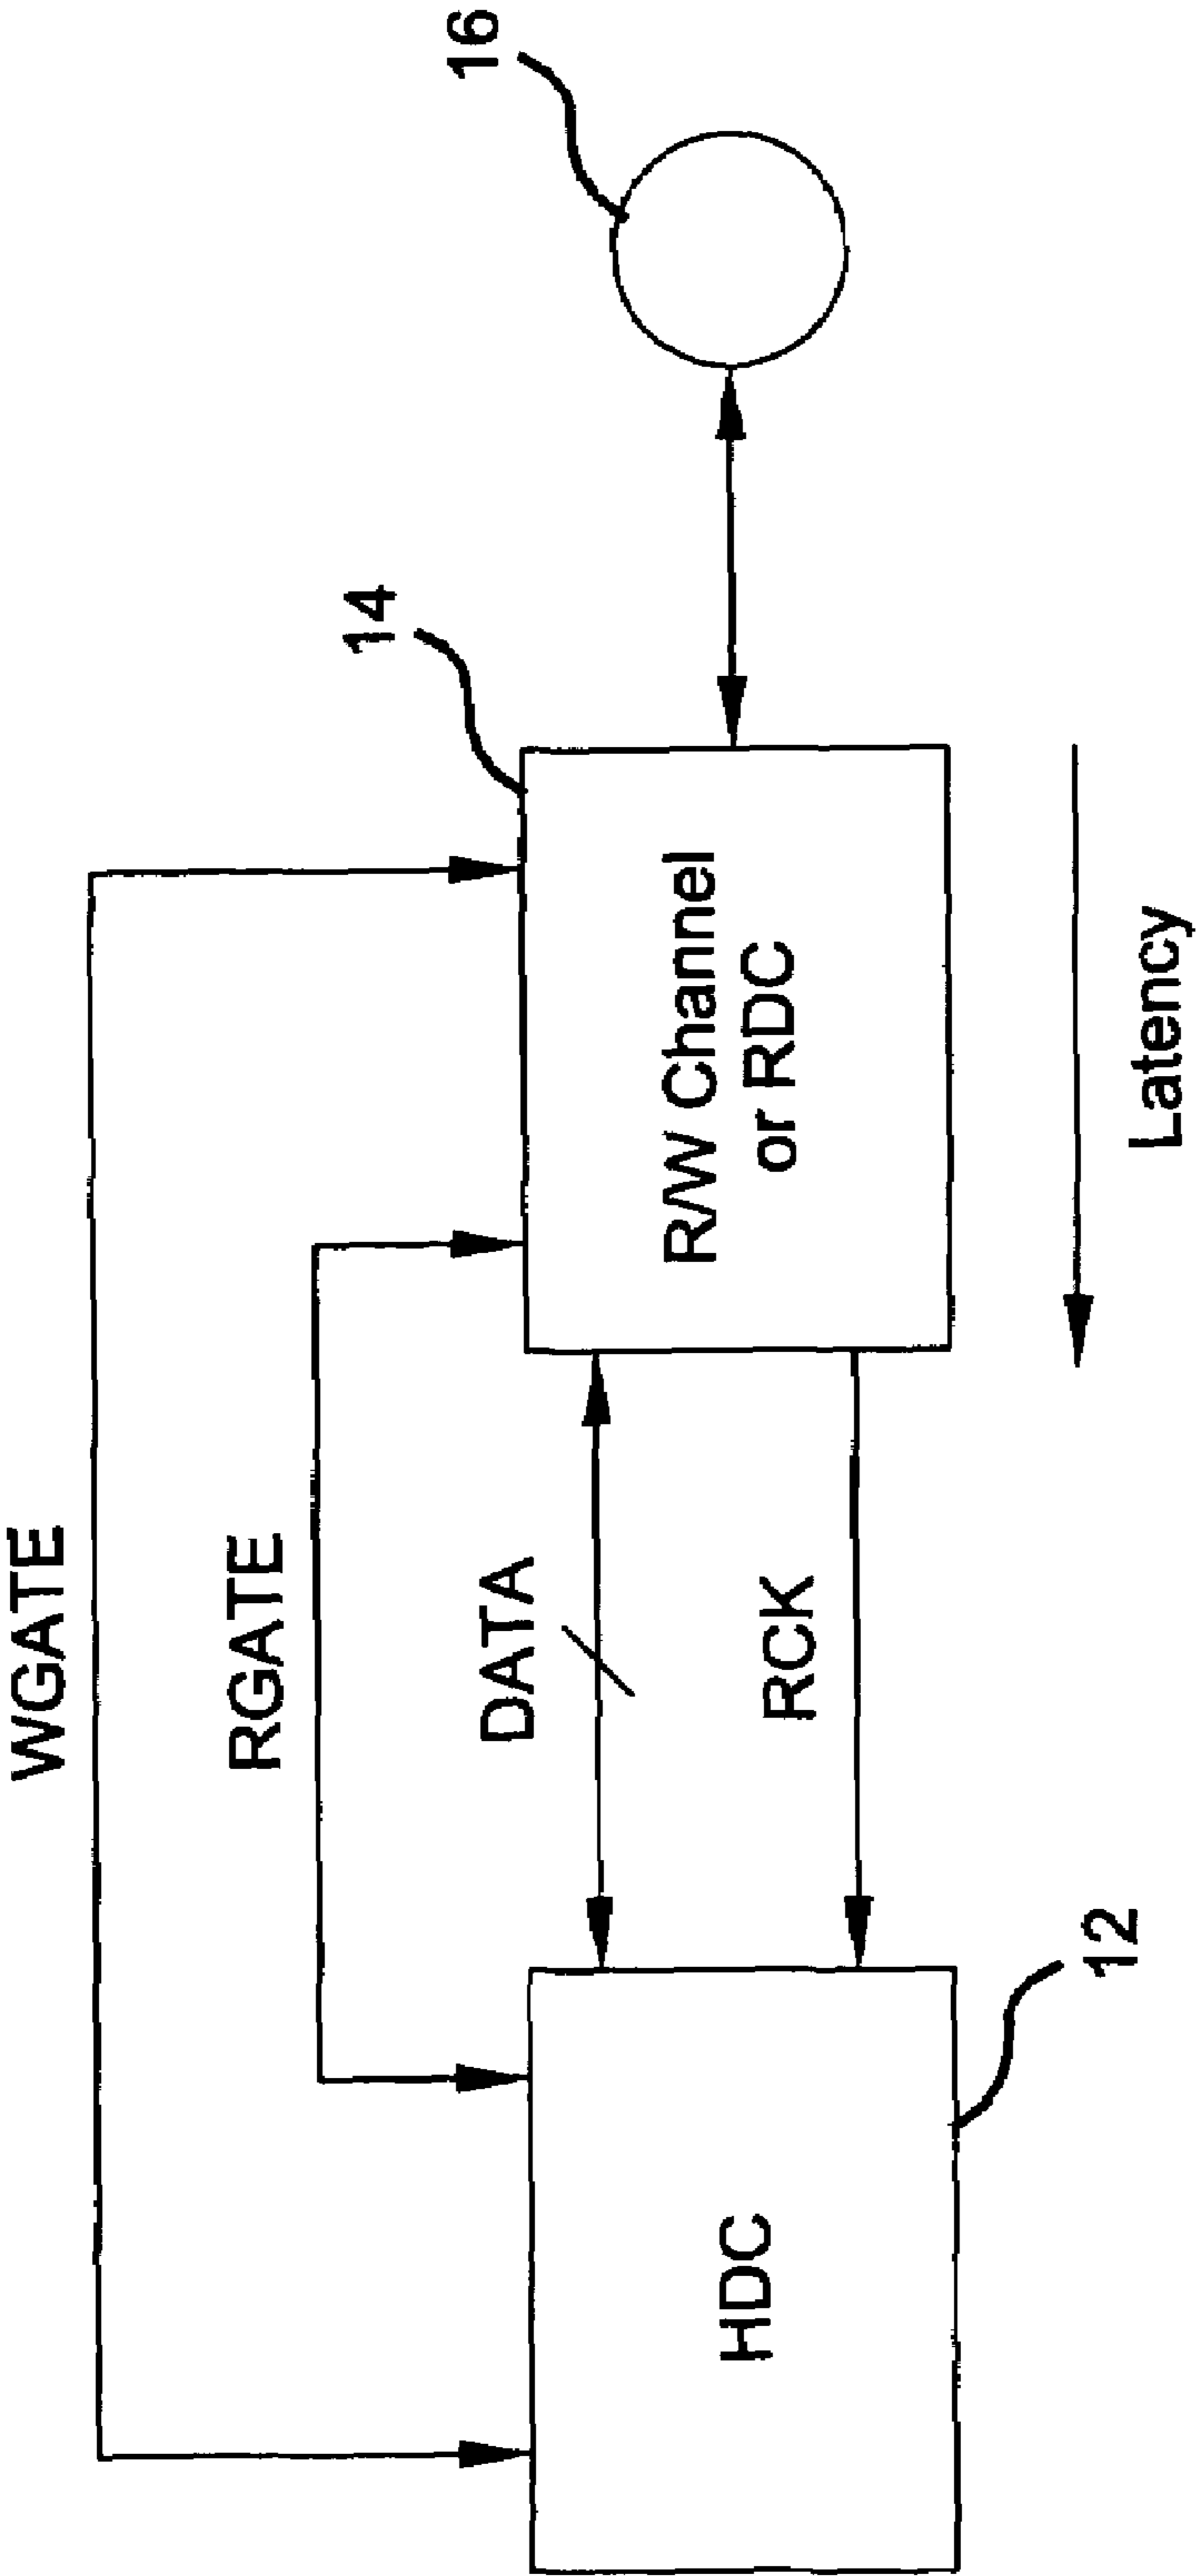 WGATE
RGATE
DATA
RCK
HDC
12
R/W Channel
or RDC
14
16
Latency